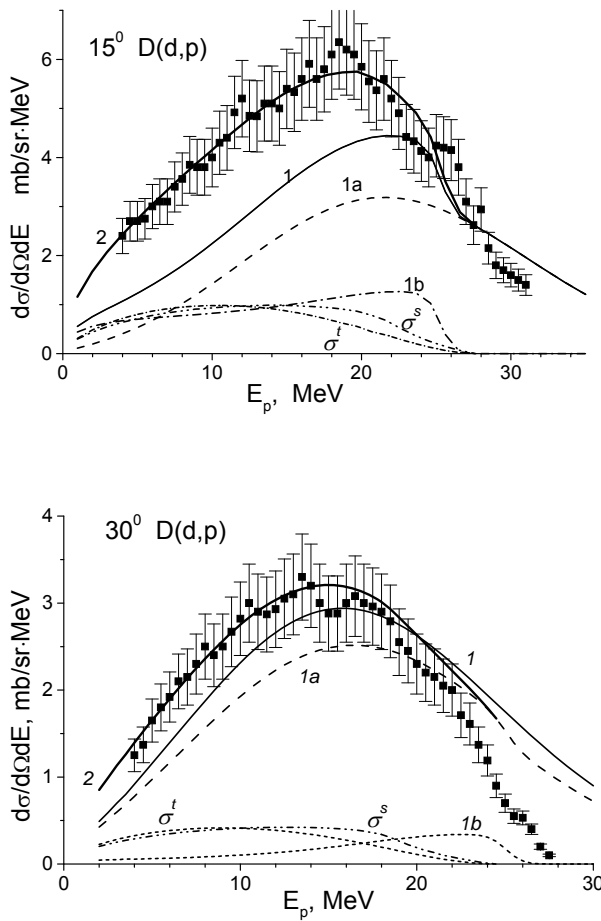 15⁰ D(d,p)
dσ/dΩdE mb/sr·MeV
6
4
2
0
1
1a
2
1b
σˢ
σᵗ
0 10 20 30
Eₚ, MeV
30⁰ D(d,p)
dσ/dΩdE, mb/sr·MeV
4
3
2
1
0
1
1a
2
σᵗ
σˢ
1b
0 10 20 30
Eₚ, MeV